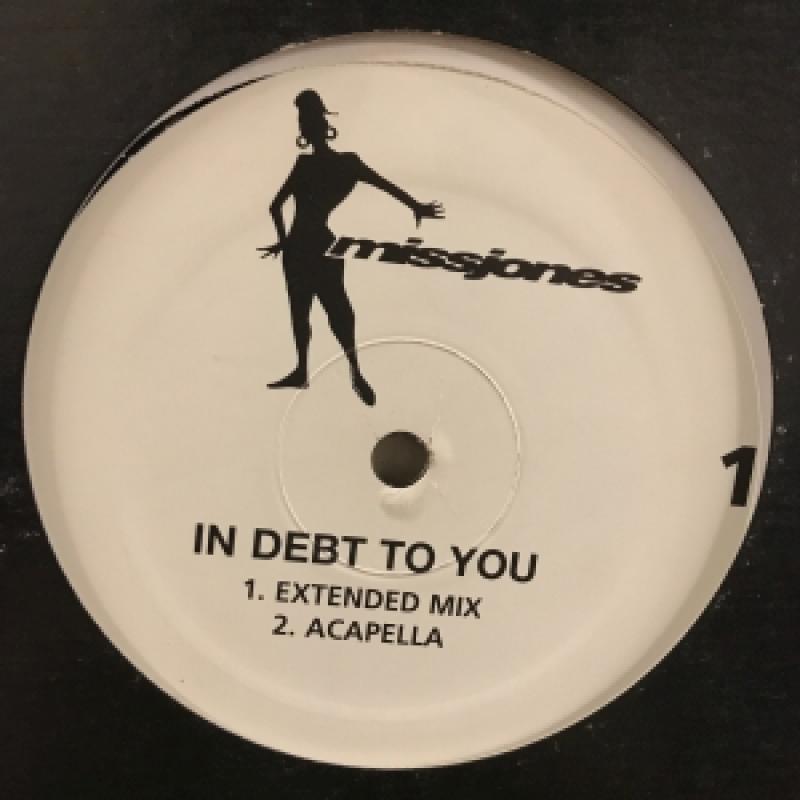 missjones
1
IN DEBT TO YOU
1. EXTENDED MIX
2. ACAPELLA